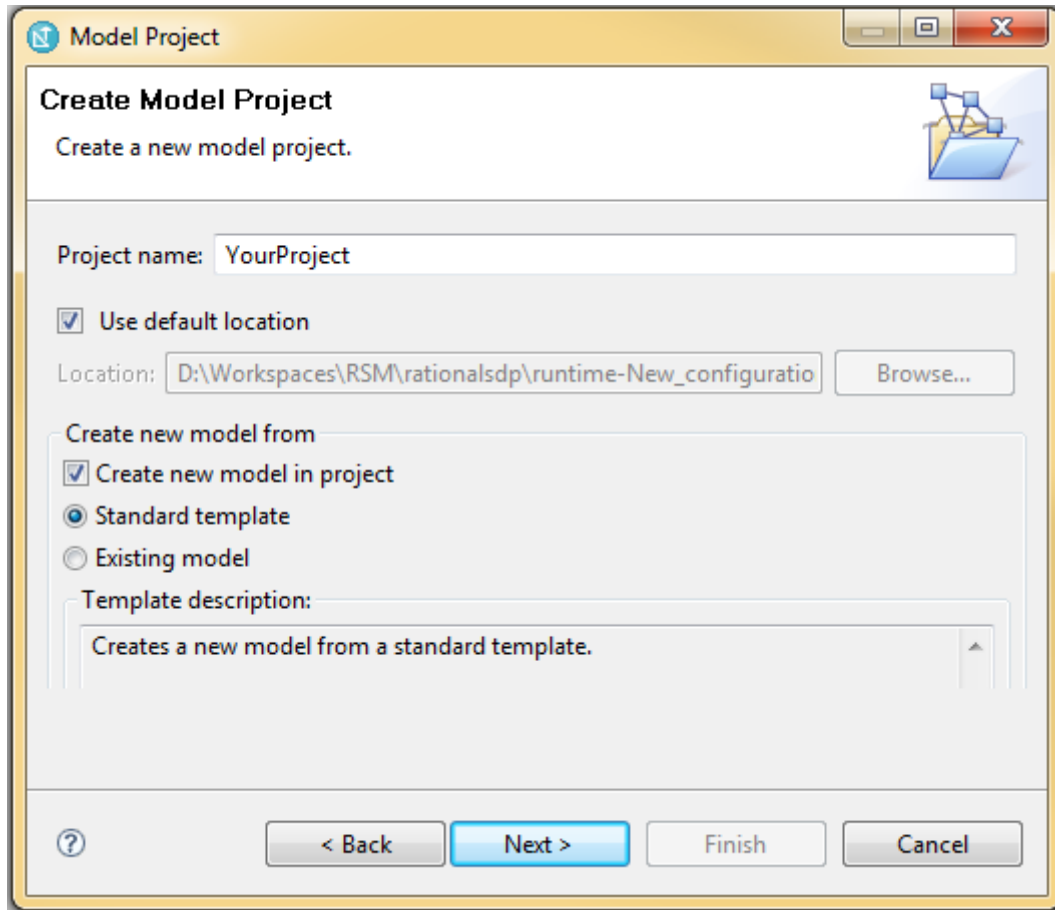 Model Project
Create Model Project
Create a new model project.
Project name: YourProject
Use default location
Location: D:\Workspaces\RSM\rationalsdp\runtime-New_configuratio Browse...
Create new model from
Create new model in project
Standard template
Existing model
Template description:
Creates a new model from a standard template.
< Back Next > Finish Cancel